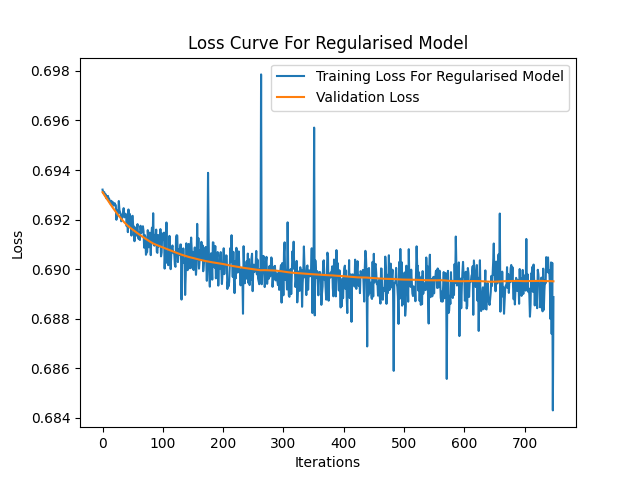 Loss Curve For Regularised Model
0.698
0.696
0.694
0.692
0.690
0.688
0.686
0.684
Loss
Training Loss For Regularised Model
Validation Loss
0 100 200 300 400 500 600 700
Iterations